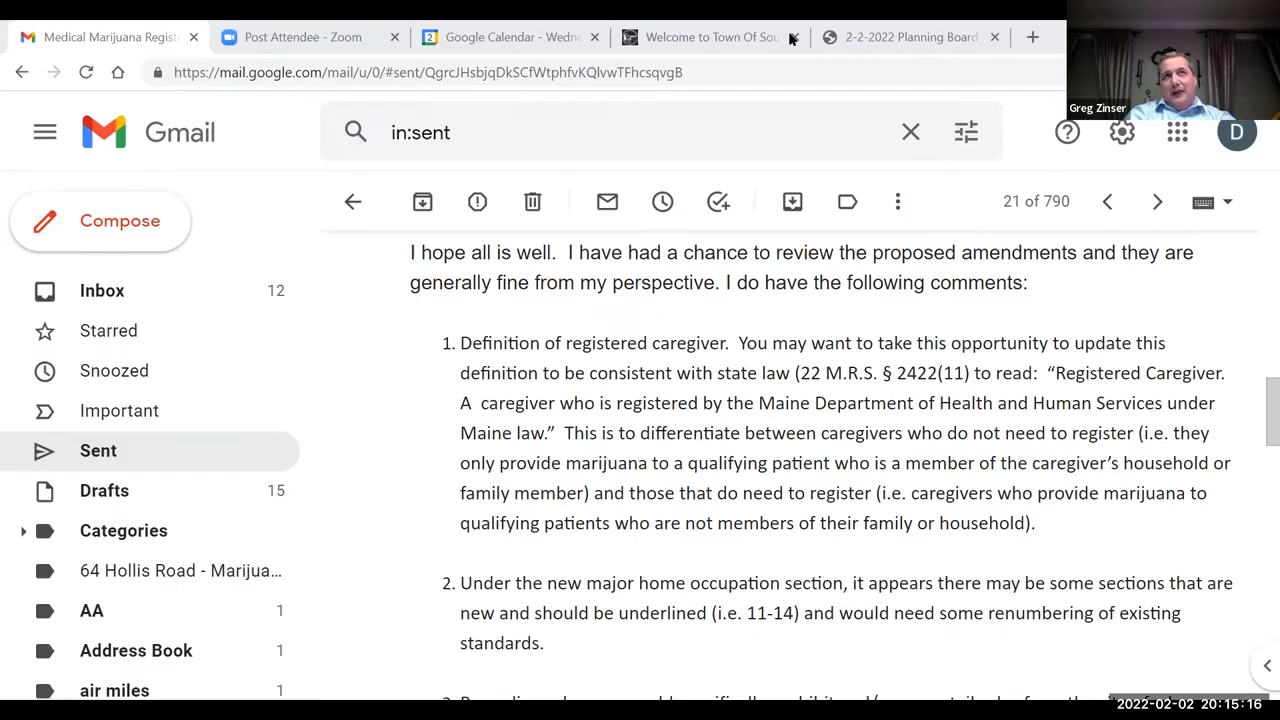 Medical Marijuana Regist
Post Attendee - Zoom
2
Google Calendar - Wedne
Welcome to Town Of Sou
2-2-2022 Planning Board
Greg Zinser
https://mail.google.com/mail/u/0/#sent/QgrcJHsbjqDkSCfWtphfvKQlvwTFhcsqvgB
Gmail
in:sent
D
Compose
21 of 790
Inbox 12
Starred
Snoozed
Important
Sent
Drafts 15
Categories
64 Hollis Road - Marijua...
AA 1
Address Book 1
air miles 1
I hope all is well. I have had a chance to review the proposed amendments and they are
generally fine from my perspective. I do have the following comments:
1. Definition of registered caregiver. You may want to take this opportunity to update this
definition to be consistent with state law (22 M.R.S. § 2422(11) to read: “Registered Caregiver.
A caregiver who is registered by the Maine Department of Health and Human Services under
Maine law.” This is to differentiate between caregivers who do not need to register (i.e. they
only provide marijuana to a qualifying patient who is a member of the caregiver’s household or
family member) and those that do need to register (i.e. caregivers who provide marijuana to
qualifying patients who are not members of their family or household).
2. Under the new major home occupation section, it appears there may be some sections that are
new and should be underlined (i.e. 11-14) and would need some renumbering of existing
standards.
2022-02-02 20:15:16